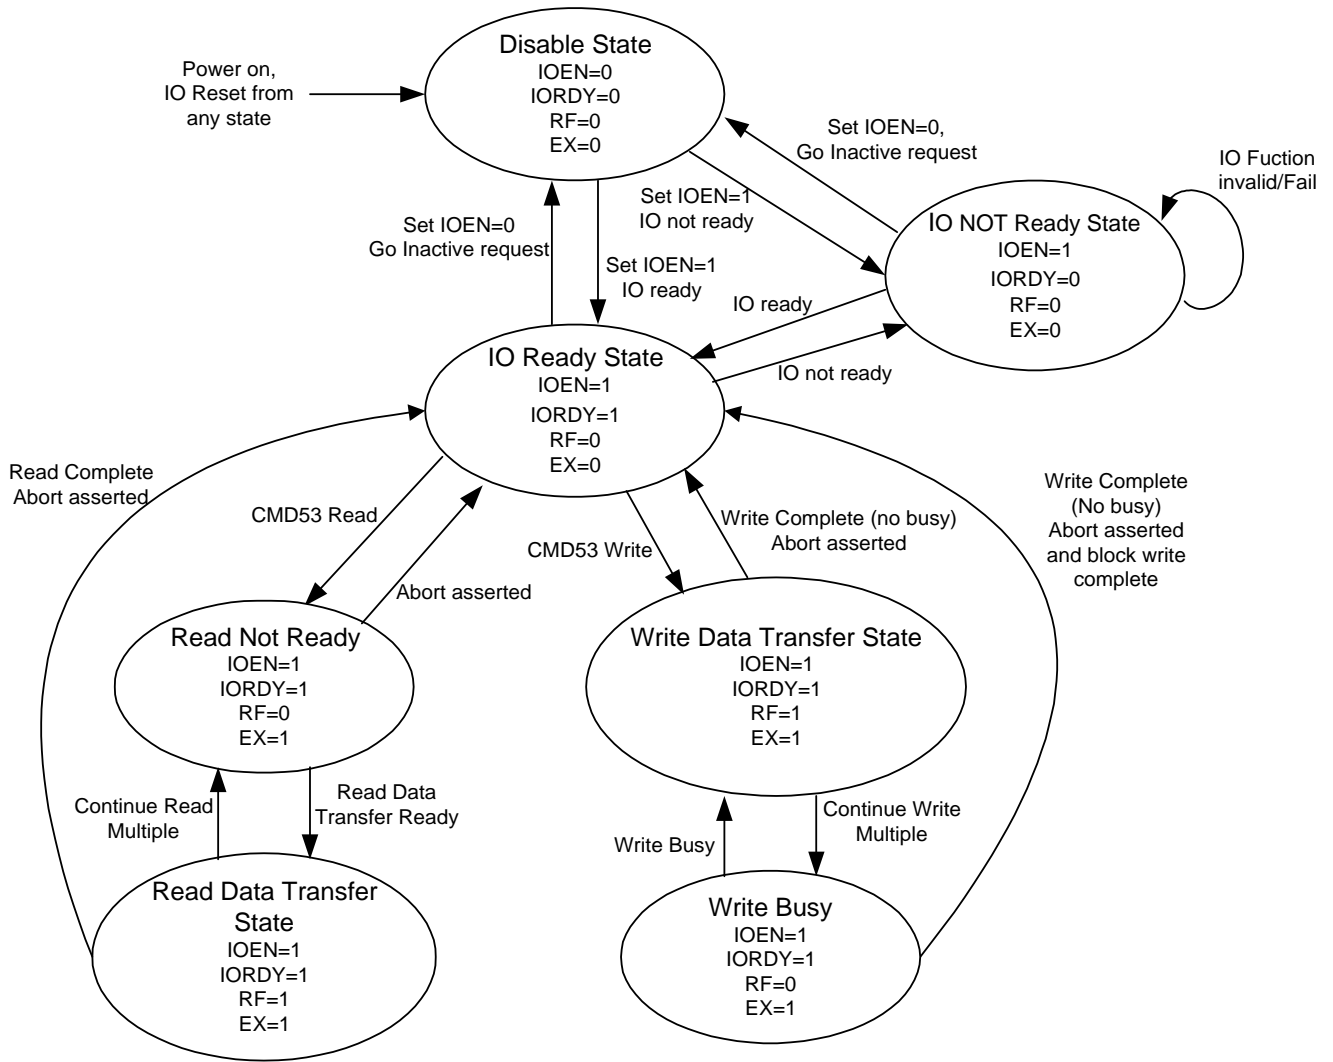 Disable State
IOEN=0
IORDY=0
RF=0
EX=0
Power on,
IO Reset from
any state
Set IOEN=0,
Go Inactive request
IO Fuction
invalid/Fail
Set IOEN=1
IO not ready
Set IOEN=0
Go Inactive request
Set IOEN=1
IO ready
IO NOT Ready State
IOEN=1
IORDY=0
RF=0
EX=0
IO ready
IO not ready
IO Ready State
IOEN=1
IORDY=1
RF=0
EX=0
Read Complete
Abort asserted
CMD53 Read
Abort asserted
CMD53 Write
Write Complete (no busy)
Abort asserted
Write Complete
(No busy)
Abort asserted
and block write
complete
Read Not Ready
IOEN=1
IORDY=1
RF=0
EX=1
Write Data Transfer State
IOEN=1
IORDY=1
RF=1
EX=1
Continue Read
Multiple
Read Data
Transfer Ready
Write Busy
Continue Write
Multiple
Read Data Transfer
State
IOEN=1
IORDY=1
RF=1
EX=1
Write Busy
IOEN=1
IORDY=1
RF=0
EX=1